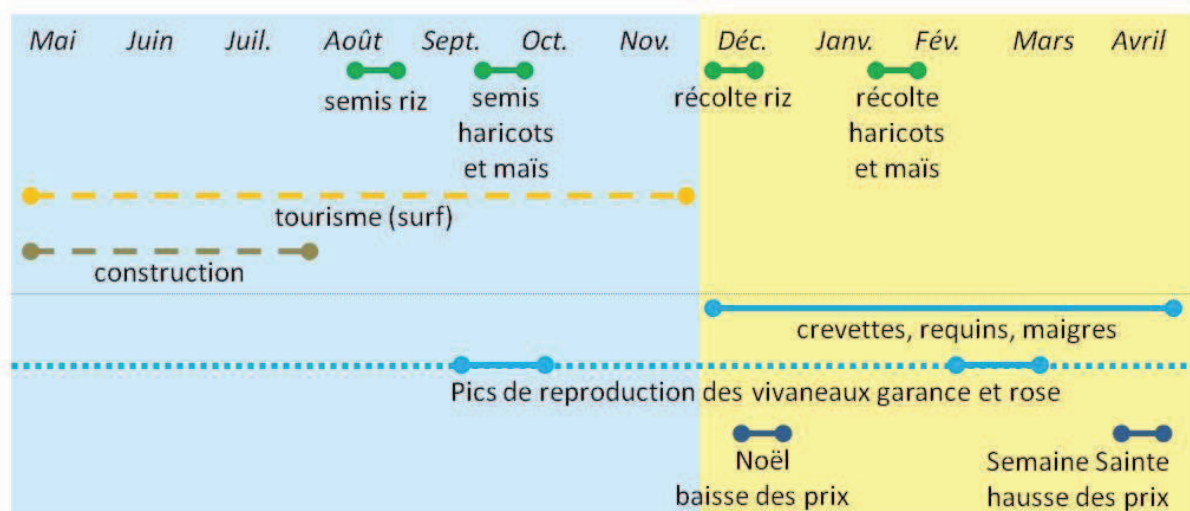 Mai Juin Juil. Août Sept. Oct. Nov. Déc. Janv. Fév. Mars Avril
semis riz
semis
haricots
et maïs
récolte riz
récolte
haricots
et maïs
tourisme (surf)
construction
crevettes, requins, maigres
Pics de reproduction des vivaneaux garance et rose
Noël
baisse des prix
Semaine Sainte
hausse des prix